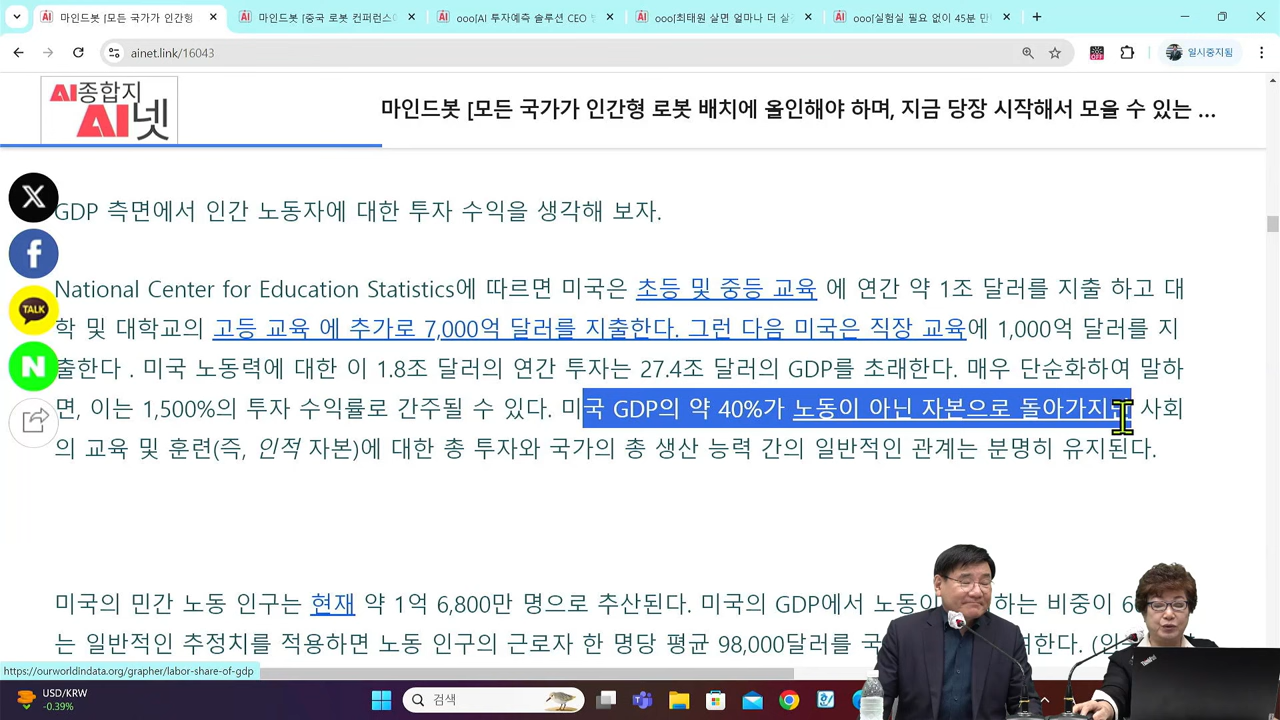 마인드봇 [모든 국가가 인간형
마인드봇 [중국 로봇 컨퍼런스
ooo[AI 투자예측 솔루션 CEO
ooo[최태원 살면 얼마나 더 살
ooo[실험실 필요 없이 45분 만
ainet.link/16043
OFF
일시중지됨
AI종합지
AI넷
마인드봇 [모든 국가가 인간형 로봇 배치에 올인해야 하며, 지금 당장 시작해서 모을 수 있는 ...
GDP 측면에서 인간 노동자에 대한 투자 수익을 생각해 보자.
National Center for Education Statistics에 따르면 미국은 초등 및 중등 교육 에 연간 약 1조 달러를 지출 하고 대
학 및 대학교의 고등 교육 에 추가로 7,000억 달러를 지출한다. 그런 다음 미국은 직장 교육에 1,000억 달러를 지
출한다 . 미국 노동력에 대한 이 1.8조 달러의 연간 투자는 27.4조 달러의 GDP를 초래한다. 매우 단순화하여 말하
면, 이는 1,500%의 투자 수익률로 간주될 수 있다. 미국 GDP의 약 40%가 노동이 아닌 자본으로 돌아가지만 사회
의 교육 및 훈련(즉, 인적 자본)에 대한 총 투자와 국가의 총 생산 능력 간의 일반적인 관계는 분명히 유지된다.
TALK
N
미국의 민간 노동 인구는 현재 약 1억 6,800만 명으로 추산된다. 미국의 GDP에서 노동이 하는 비중이
는 일반적인 추정치를 적용하면 노동 인구의 근로자 한 명당 평균 98,000달러를
https://ourworldindata.org/grapher/labor-share-of-gdp
USD/KRW
-0.39%
검색
ThinkPad